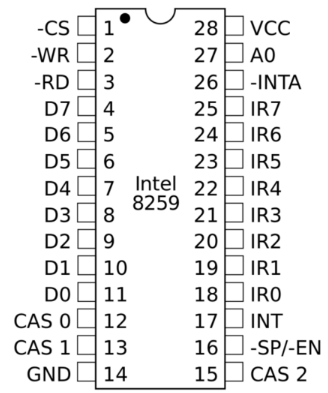 -CS 1 28 VCC
-WR 2 27 A0
-RD 3 26 -INTA
D7 4 25 IR7
D6 5 24 IR6
D5 6 23 IR5
D4 7 Intel 22 IR4
D3 8 8259 21 IR3
D2 9 20 IR2
D1 10 19 IR1
D0 11 18 IR0
CAS 0 12 17 INT
CAS 1 13 16 -SP/-EN
GND 14 15 CAS 2